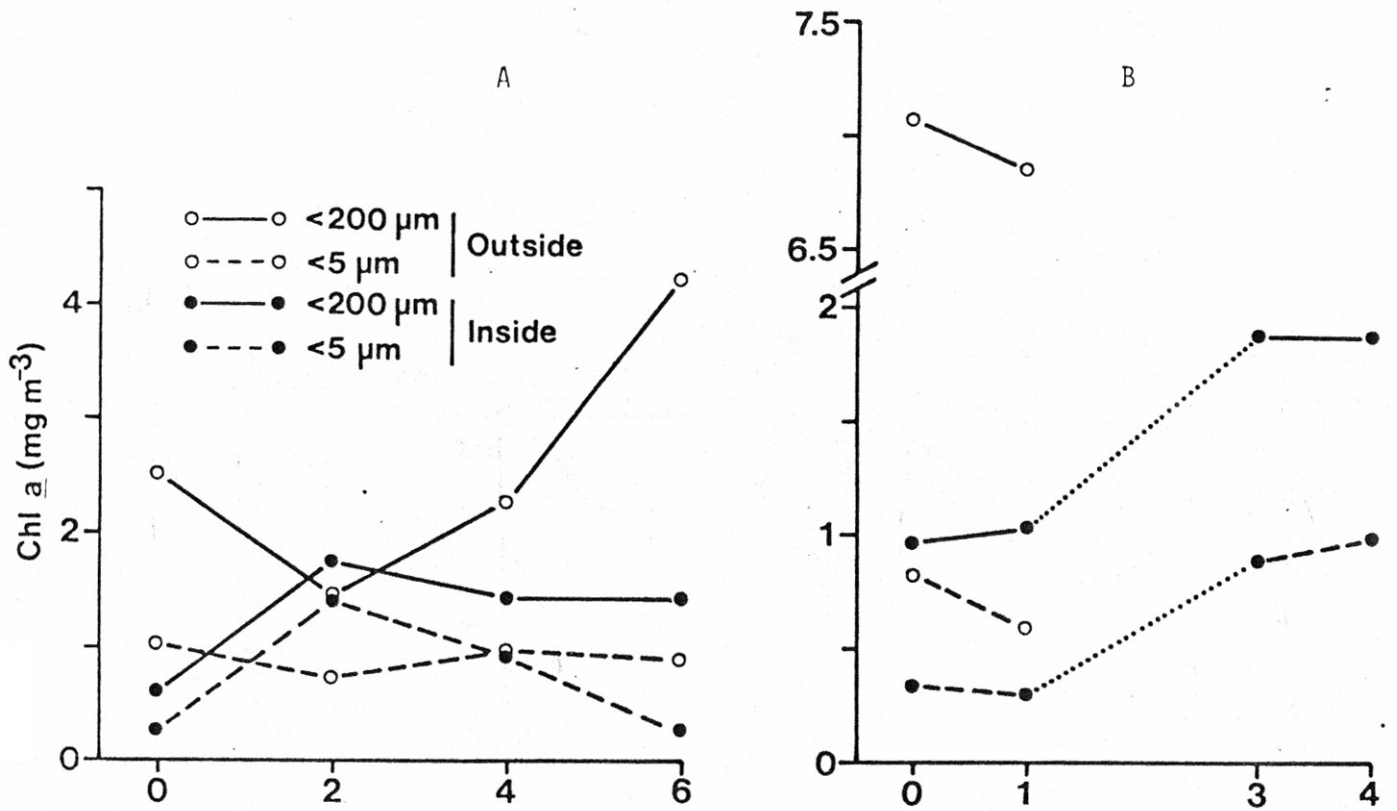 A
B
<200 µm
<5 µm
Outside
<200 µm
<5 µm
Inside
Chl a (mg m⁻³)
4
2
0
0 2 4 6
7.5
6.5
2
1
0
0 1 3 4